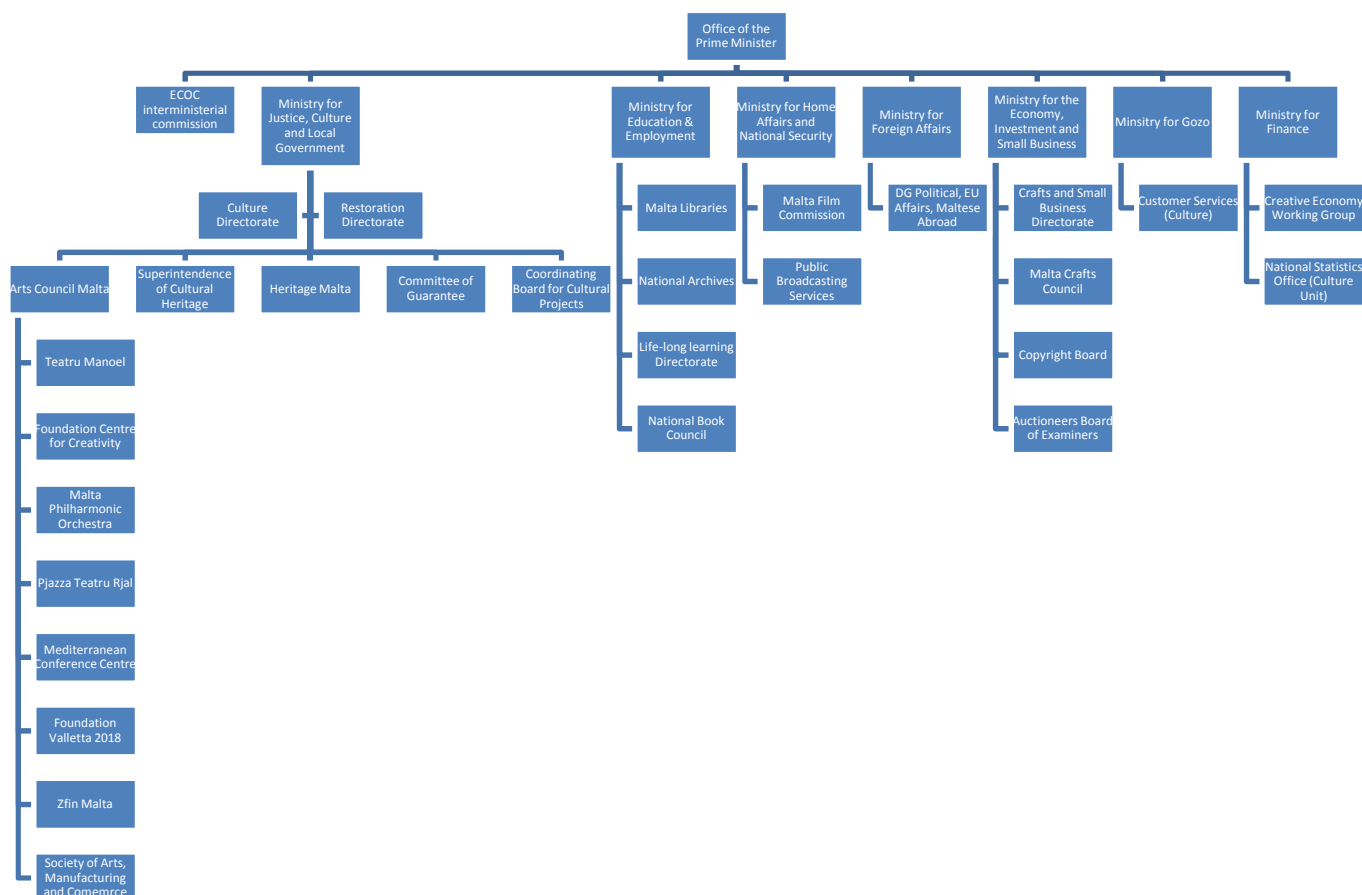 Office of the
Prime Minister
ECOC
interministerial
commission
Ministry for
Justice, Culture
and Local
Government
Ministry for
Education &
Employment
Ministry for Home
Affairs and
National Security
Ministry for
Foreign Affairs
Ministry for the
Economy,
Investment and
Small Business
Minsitry for Gozo
Ministry for
Finance
Culture
Directorate
Restoration
Directorate
Malta Libraries
Malta Film
Commission
DG Political, EU
Affairs, Maltese
Abroad
Crafts and Small
Business
Directorate
Customer Services
(Culture)
Creative Economy
Working Group
Arts Council Malta
Superintendence
of Cultural
Heritage
Heritage Malta
Committee of
Guarantee
Coordinating
Board for Cultural
Projects
National Archives
Public
Broadcasting
Services
Malta Crafts
Council
National Statistics
Office (Culture
Unit)
Teatru Manoel
Life-long learning
Directorate
Copyright Board
Foundation Centre
for Creativity
National Book
Council
Auctioneers Board
of Examiners
Malta
Philharmonic
Orchestra
Pjazza Teatru Rjal
Mediterranean
Conference Centre
Foundation
Valletta 2018
Zfin Malta
Society of Arts,
Manufacturing
and Comemrce